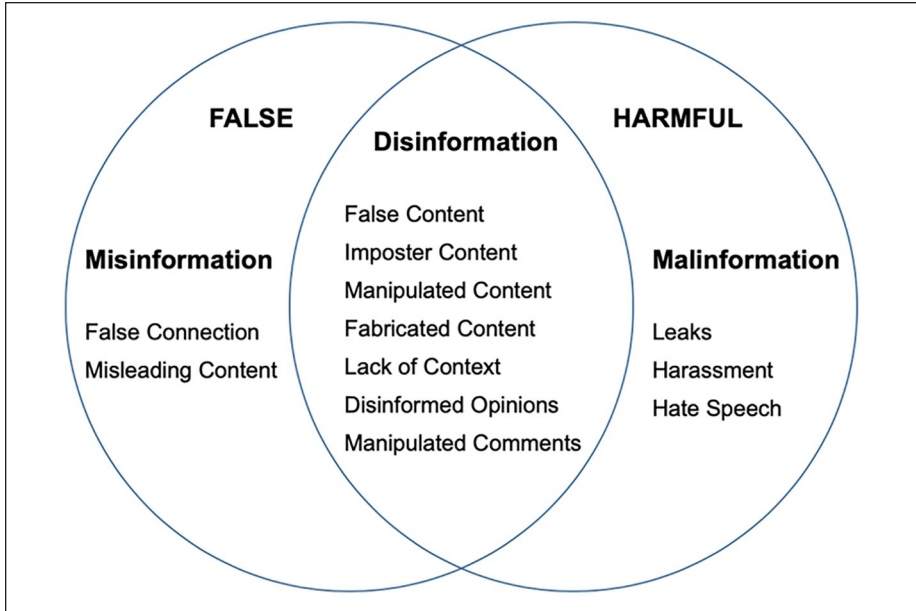 FALSE
Misinformation
False Connection
Misleading Content
Disinformation
False Content
Imposter Content
Manipulated Content
Fabricated Content
Lack of Context
Disinformed Opinions
Manipulated Comments
HARMFUL
Malinformation
Leaks
Harassment
Hate Speech